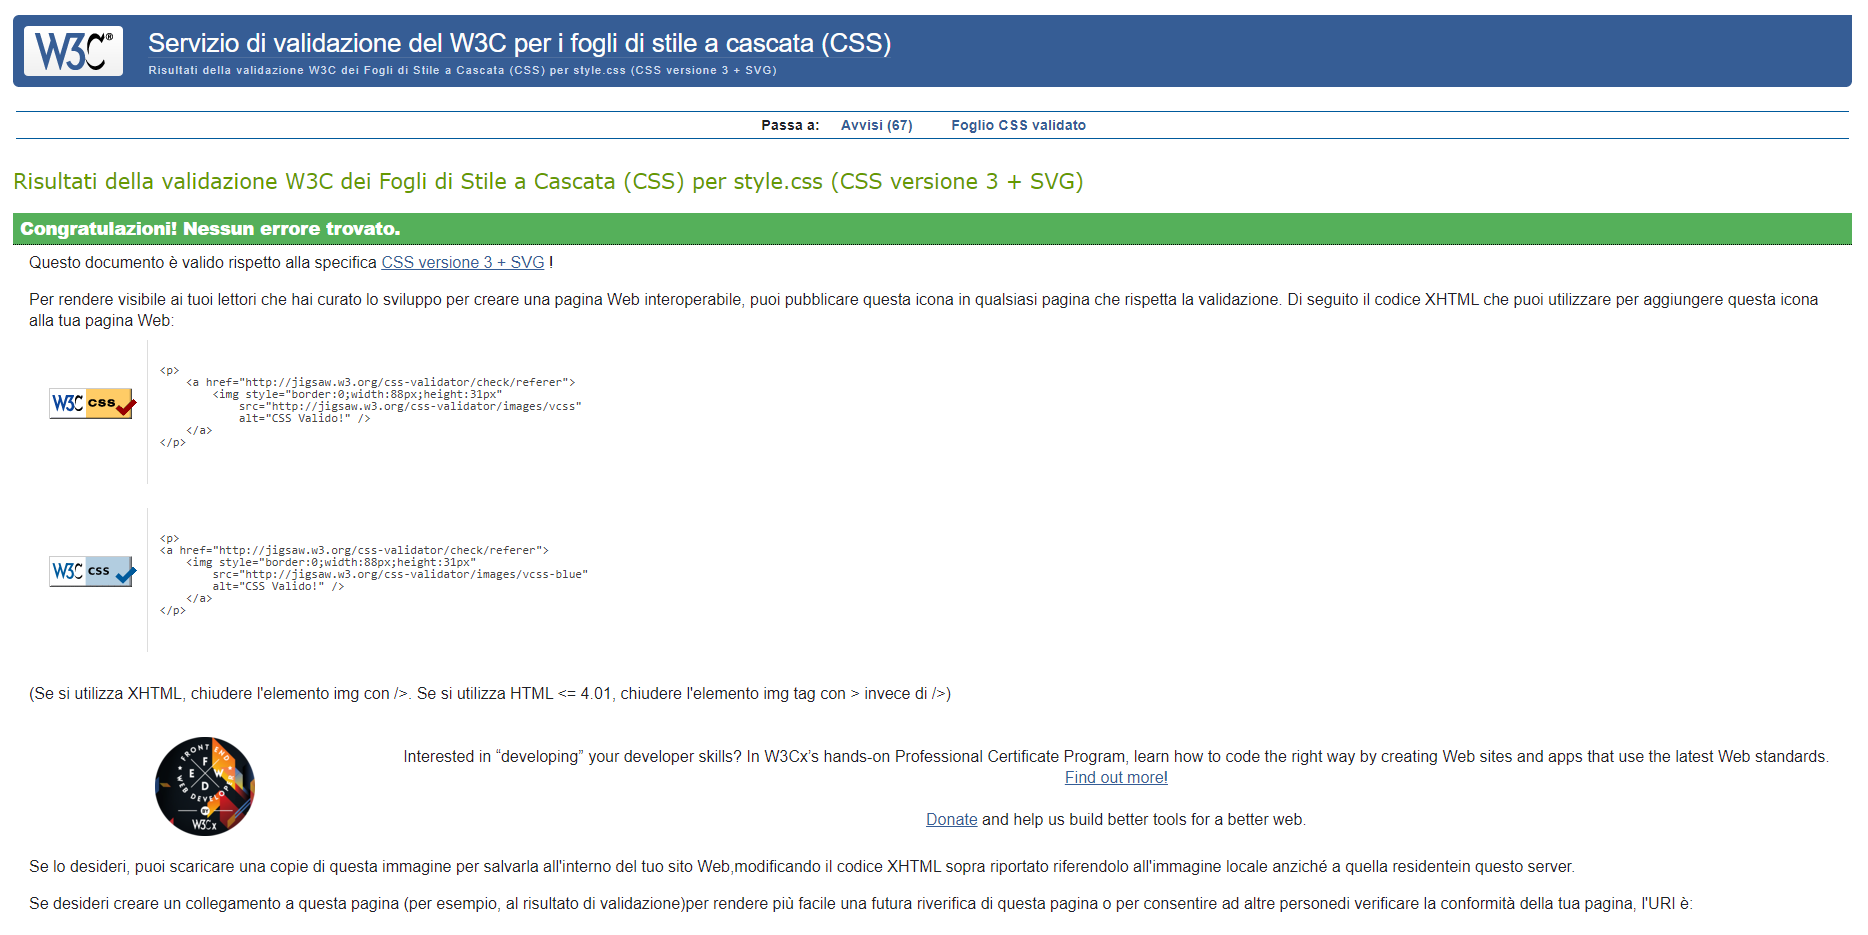 W3C®
Servizio di validazione del W3C per i fogli di stile a cascata (CSS)
Risultati della validazione W3C dei Fogli di Stile a Cascata (CSS) per style.css (CSS versione 3 + SVG)
Passa a: Avvisi (67) Foglio CSS validato
Risultati della validazione W3C dei Fogli di Stile a Cascata (CSS) per style.css (CSS versione 3 + SVG)
Congratulazioni! Nessun errore trovato.
Questo documento è valido rispetto alla specifica CSS versione 3 + SVG !
Per rendere visibile ai tuoi lettori che hai curato lo sviluppo per creare una pagina Web interoperabile, puoi pubblicare questa icona in qualsiasi pagina che rispetta la validazione. Di seguito il codice XHTML che puoi utilizzare per aggiungere questa icona
alla tua pagina Web:
W3C css
<p>
<a href="http://jigsaw.w3.org/css-validator/check/referer">
<img style="border:0;width:88px;height:31px"
src="http://jigsaw.w3.org/css-validator/images/vcss"
alt="CSS Valido!" />
</a>
</p>
W3C css
<p>
<a href="http://jigsaw.w3.org/css-validator/check/referer">
<img style="border:0;width:88px;height:31px"
src="http://jigsaw.w3.org/css-validator/images/vcss-blue"
alt="CSS Valido!" />
</a>
</p>
(Se si utilizza XHTML, chiudere l'elemento img con />. Se si utilizza HTML <= 4.01, chiudere l'elemento img tag con > invece di />)
FRONT END
WEB DEVELOPER
F E W D
BY
W3Cx
Interested in “developing” your developer skills? In W3Cx’s hands-on Professional Certificate Program, learn how to code the right way by creating Web sites and apps that use the latest Web standards.
Find out more!
Donate and help us build better tools for a better web.
Se lo desideri, puoi scaricare una copie di questa immagine per salvarla all'interno del tuo sito Web,modificando il codice XHTML sopra riportato riferendolo all'immagine locale anziché a quella residentein questo server.
Se desideri creare un collegamento a questa pagina (per esempio, al risultato di validazione)per rendere più facile una futura riverifica di questa pagina o per consentire ad altre personedi verificare la conformità della tua pagina, l'URI è: